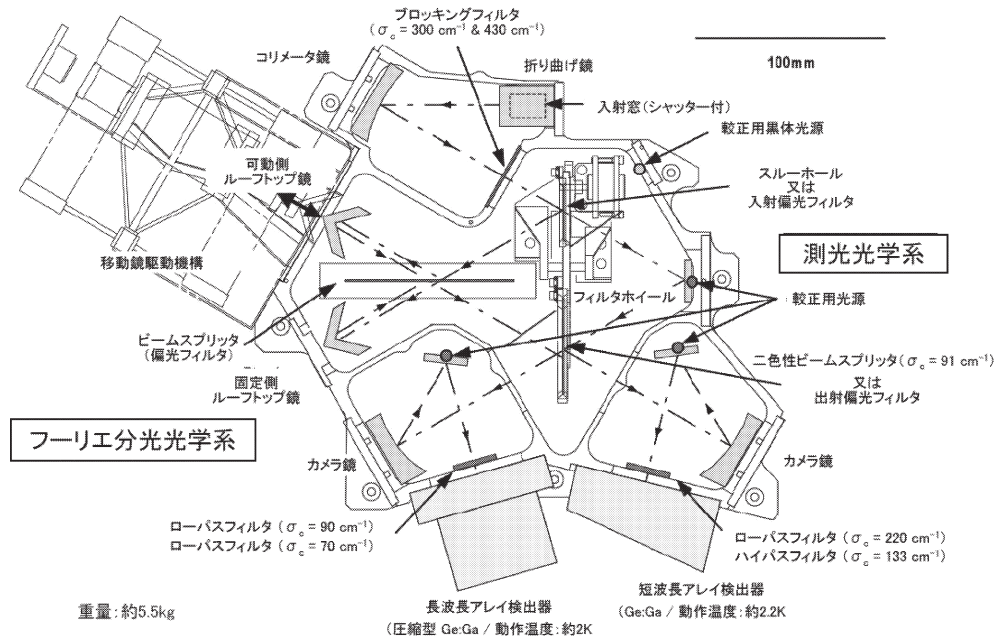 ブロッキングフィルタ
(σc = 300 cm⁻¹ & 430 cm⁻¹)
100mm
コリメータ鏡
折り曲げ鏡
入射窓(シャッター付)
較正用黒体光源
可動側
ルーフトップ鏡
スルーホール
又は
入射偏光フィルタ
移動鏡駆動機構
測光光学系
フィルタホイール
較正用光源
ビームスプリッタ
(偏光フィルタ)
二色性ビームスプリッタ(σc = 91 cm⁻¹)
又は
出射偏光フィルタ
固定側
ルーフトップ鏡
フーリエ分光光学系
カメラ鏡
カメラ鏡
ローパスフィルタ (σc = 90 cm⁻¹)
ローパスフィルタ (σc = 70 cm⁻¹)
ローパスフィルタ (σc = 220 cm⁻¹)
ハイパスフィルタ (σc = 133 cm⁻¹)
重量:約5.5kg
長波長アレイ検出器
(圧縮型 Ge:Ga / 動作温度:約2K
短波長アレイ検出器
(Ge:Ga / 動作温度:約2.2K